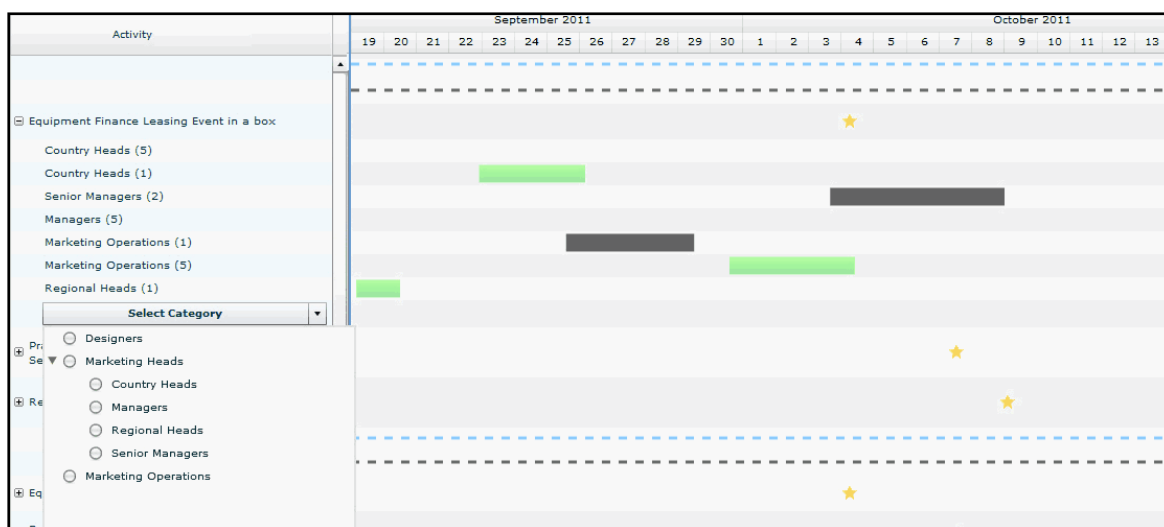 Activity
September 2011
October 2011
19 20 21 22 23 24 25 26 27 28 29 30 1 2 3 4 5 6 7 8 9 10 11 12 13
Equipment Finance Leasing Event in a box
Country Heads (5)
Country Heads (1)
Senior Managers (2)
Managers (5)
Marketing Operations (1)
Marketing Operations (5)
Regional Heads (1)
Select Category
Designers
Marketing Heads
Country Heads
Managers
Regional Heads
Senior Managers
Marketing Operations